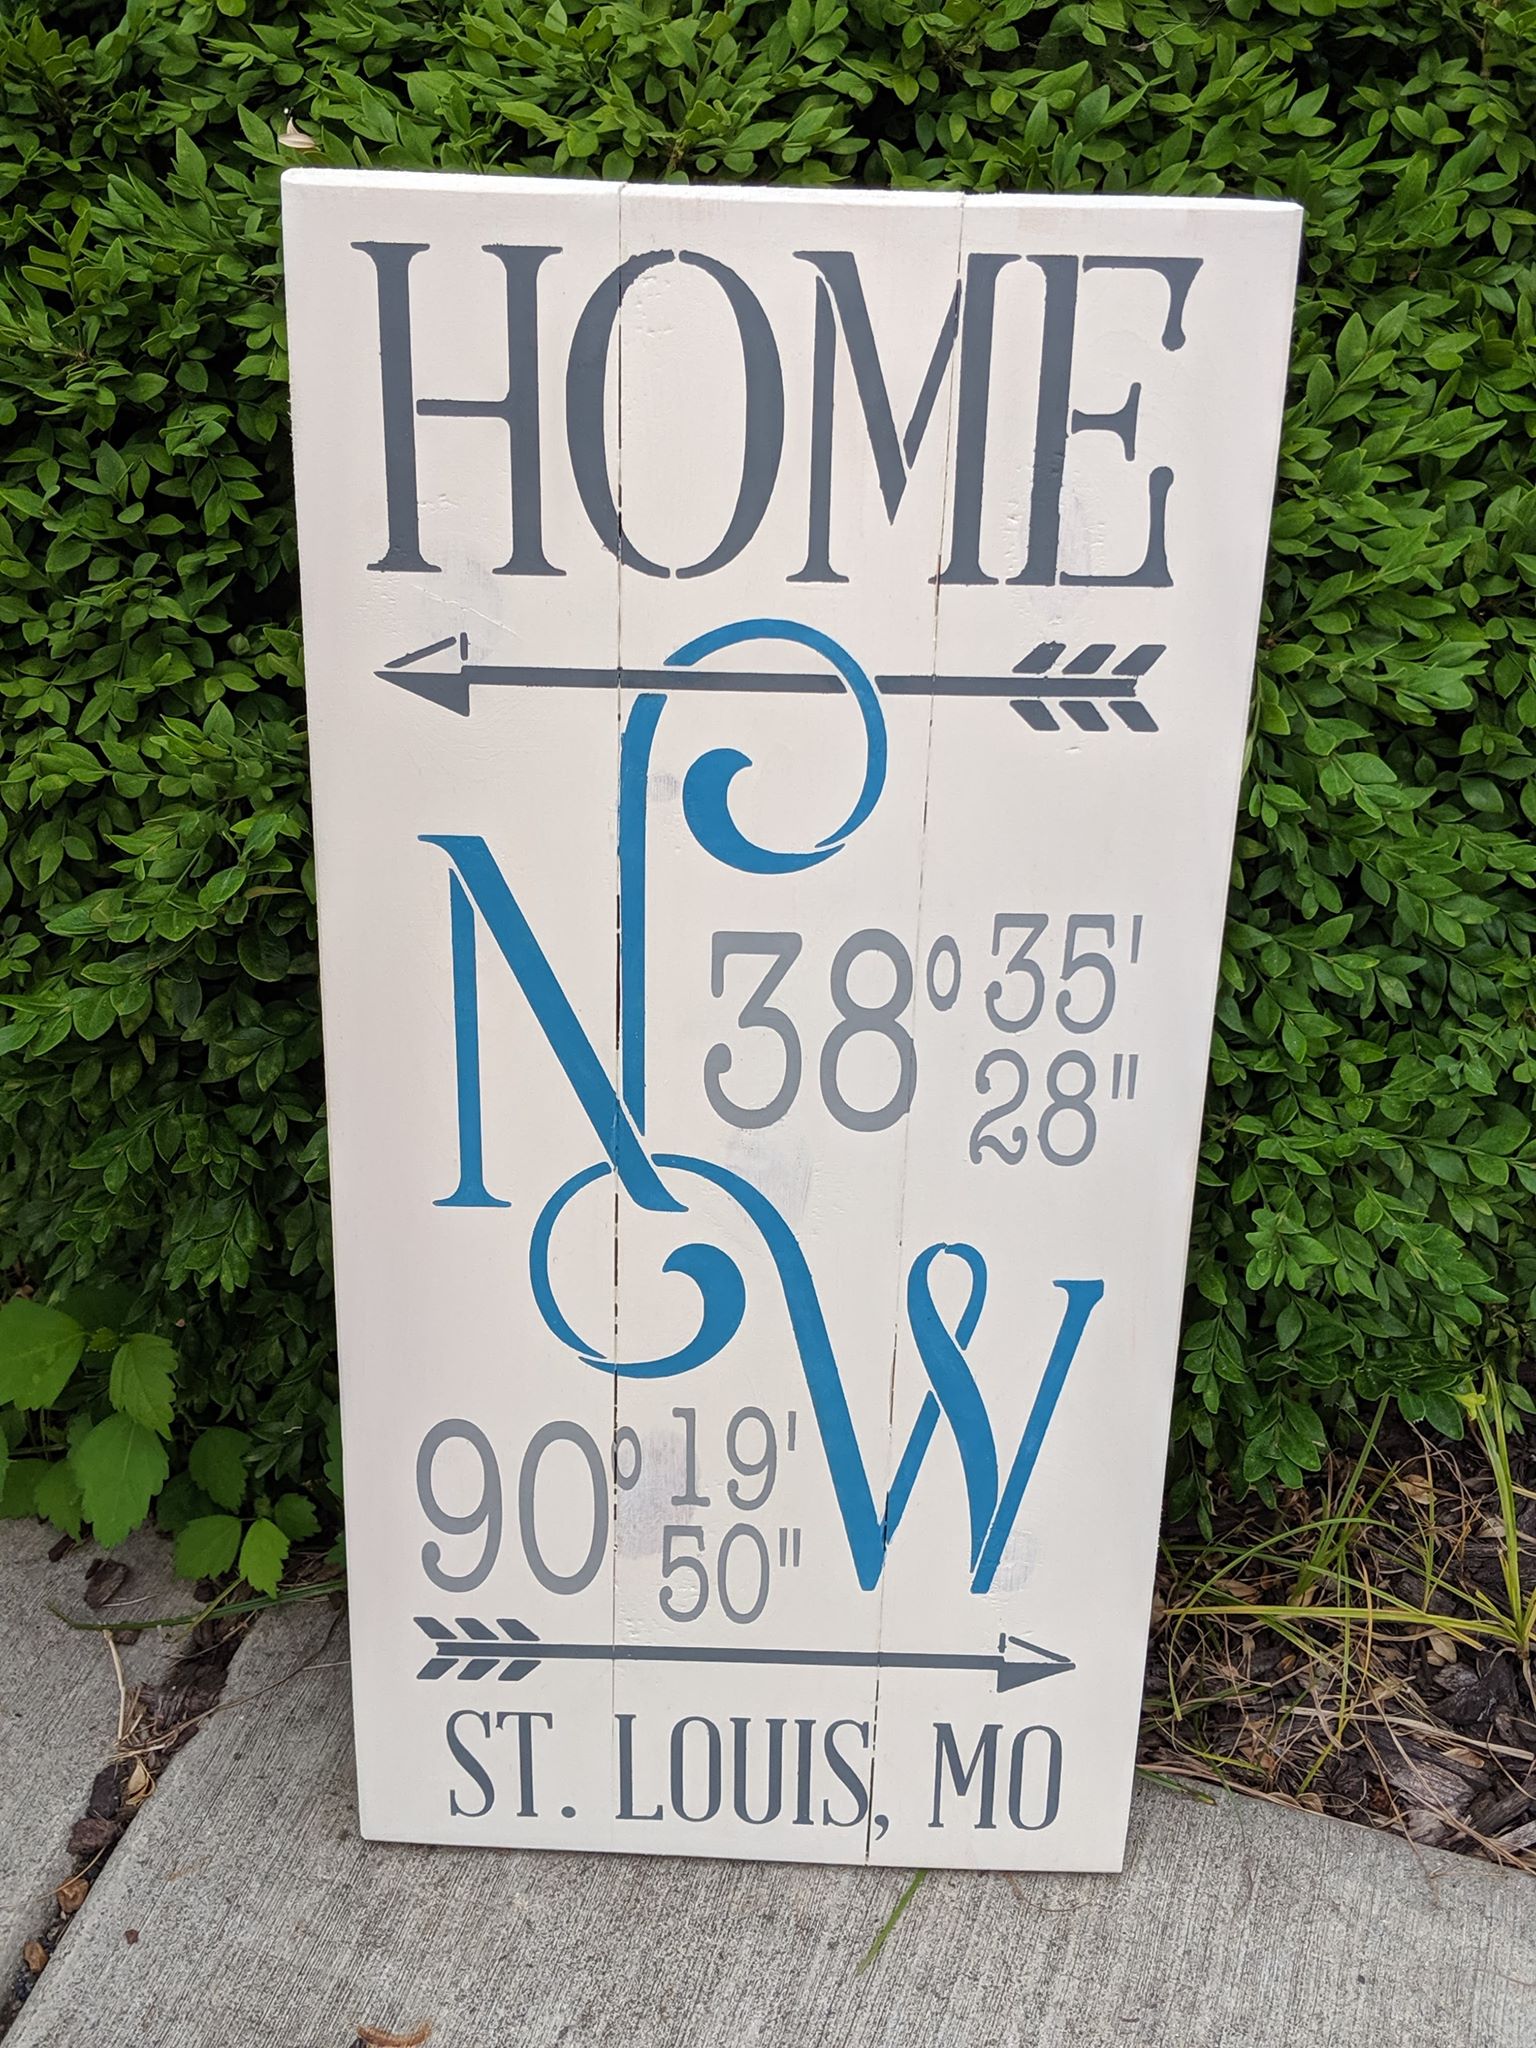 HOME
N 38° 35' 28"
W
90° 19' 50"
ST. LOUIS, MO